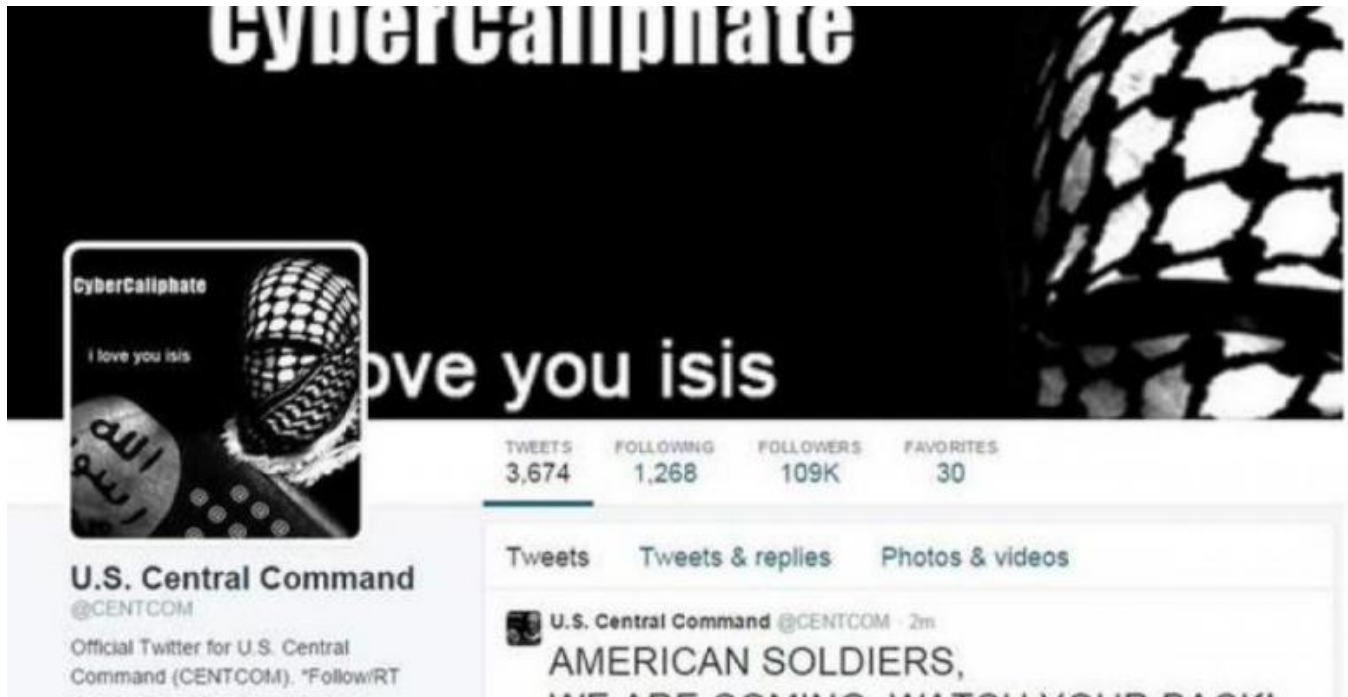 CyberCaliphate
CyberCaliphate
i love you isis
ove you isis
الله
رسول
TWEETS FOLLOWING FOLLOWERS FAVORITES
3,674 1,268 109K 30
Tweets Tweets & replies Photos & videos
U.S. Central Command
@CENTCOM
Official Twitter for U.S. Central
Command (CENTCOM). *Follow/RT
U.S. Central Command @CENTCOM · 2m
AMERICAN SOLDIERS,
WE ARE COMING, WATCH YOUR BACK!